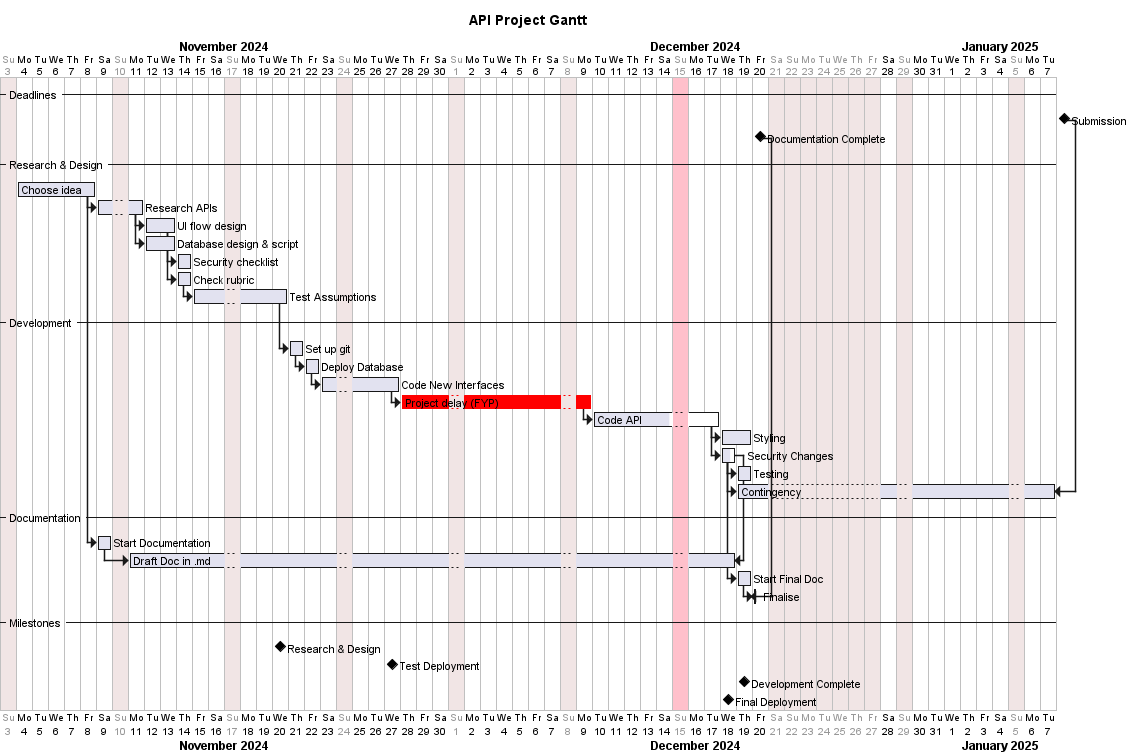 API Project Gantt
November 2024 December 2024 January 2025
Su Mo Tu We Th Fr Sa Su Mo Tu We Th Fr Sa Su Mo Tu We Th Fr Sa Su Mo Tu We Th Fr Sa Su Mo Tu We Th Fr Sa Su Mo Tu We Th Fr Sa Su Mo Tu We Th Fr Sa Su Mo Tu We Th Fr Sa Su Mo Tu We Th Fr Sa Su Mo Tu
3 4 5 6 7 8 9 10 11 12 13 14 15 16 17 18 19 20 21 22 23 24 25 26 27 28 29 30 1 2 3 4 5 6 7 8 9 10 11 12 13 14 15 16 17 18 19 20 21 22 23 24 25 26 27 28 29 30 31 1 2 3 4 5 6 7
Deadlines
Submission
Documentation Complete
Research & Design
Choose idea
Research APIs
UI flow design
Database design & script
Security checklist
Check rubric
Test Assumptions
Development
Set up git
Deploy Database
Code New Interfaces
Project delay (FYP)
Code API
Styling
Security Changes
Testing
Contingency
Documentation
Start Documentation
Draft Doc in .md
Start Final Doc
Finalise
Milestones
Research & Design
Test Deployment
Development Complete
Final Deployment
Su Mo Tu We Th Fr Sa Su Mo Tu We Th Fr Sa Su Mo Tu We Th Fr Sa Su Mo Tu We Th Fr Sa Su Mo Tu We Th Fr Sa Su Mo Tu We Th Fr Sa Su Mo Tu We Th Fr Sa Su Mo Tu We Th Fr Sa Su Mo Tu We Th Fr Sa Su Mo Tu
3 4 5 6 7 8 9 10 11 12 13 14 15 16 17 18 19 20 21 22 23 24 25 26 27 28 29 30 1 2 3 4 5 6 7 8 9 10 11 12 13 14 15 16 17 18 19 20 21 22 23 24 25 26 27 28 29 30 31 1 2 3 4 5 6 7
November 2024 December 2024 January 2025